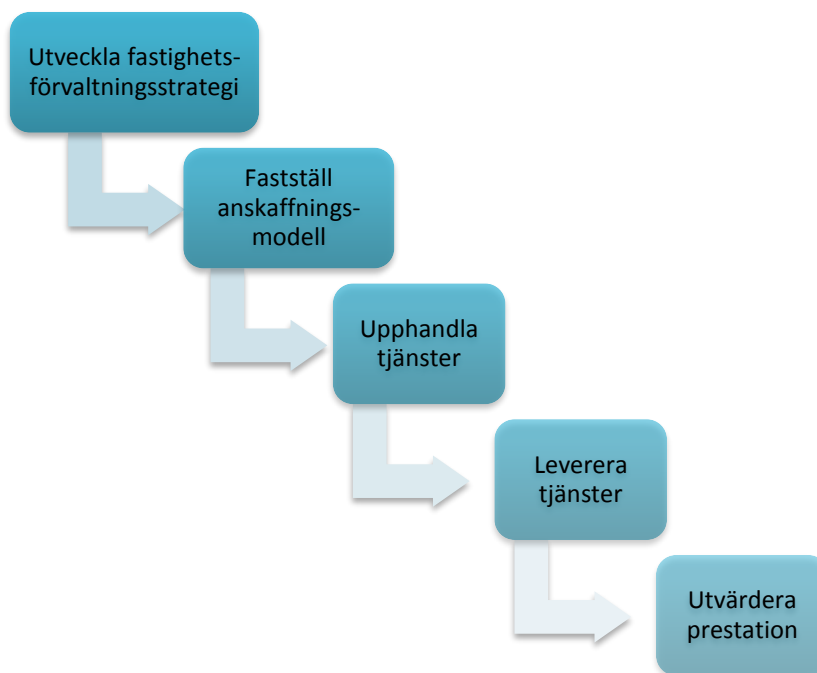 Utveckla fastighets-
förvaltningsstrategi
Fastställ
anskaffnings-
modell
Upphandla
tjänster
Leverera
tjänster
Utvärdera
prestation